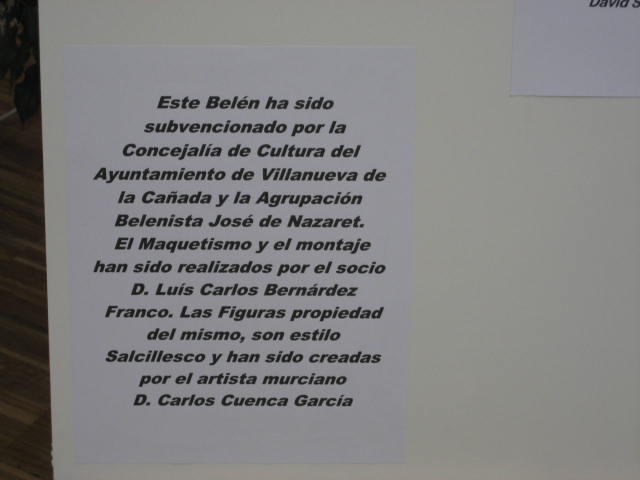 David S
Este Belén ha sido
subvencionado por la
Concejalía de Cultura del
Ayuntamiento de Villanueva de
la Cañada y la Agrupación
Belenista José de Nazaret.
El Maquetismo y el montaje
han sido realizados por el socio
D. Luís Carlos Bernárdez
Franco. Las Figuras propiedad
del mismo, son estilo
Salcillesco y han sido creadas
por el artista murciano
D. Carlos Cuenca García